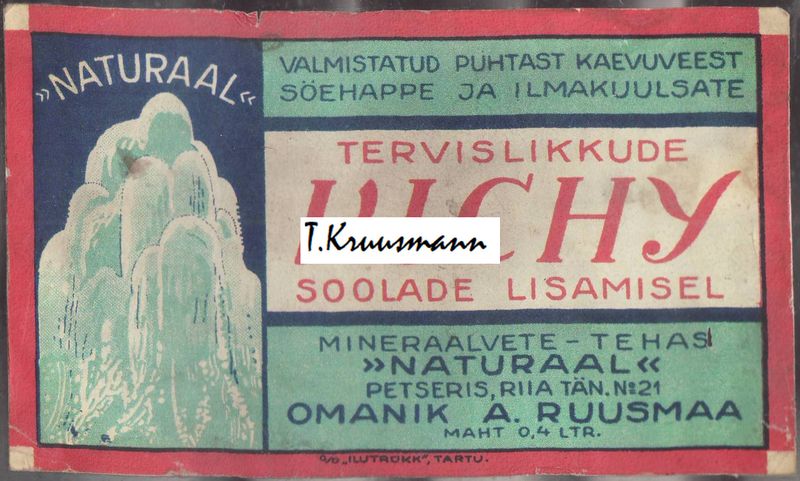 »NATURAAL«
VALMISTATUD PUHTAST KAEVUVEEST
SÖEHAPPE JA ILMAKUULSATE
TERVISLIKKUDE
VICHY
T.Kruusmann
SOOLADE LISAMISEL
MINERAALVETE-TEHAS
»NATURAAL«
PETSERIS, RIIA TÄN. №21
OMANIK A. RUUSMAA
MAHT 0,4 LTR.
O/Ü „ILUTRÜKK", TARTU.